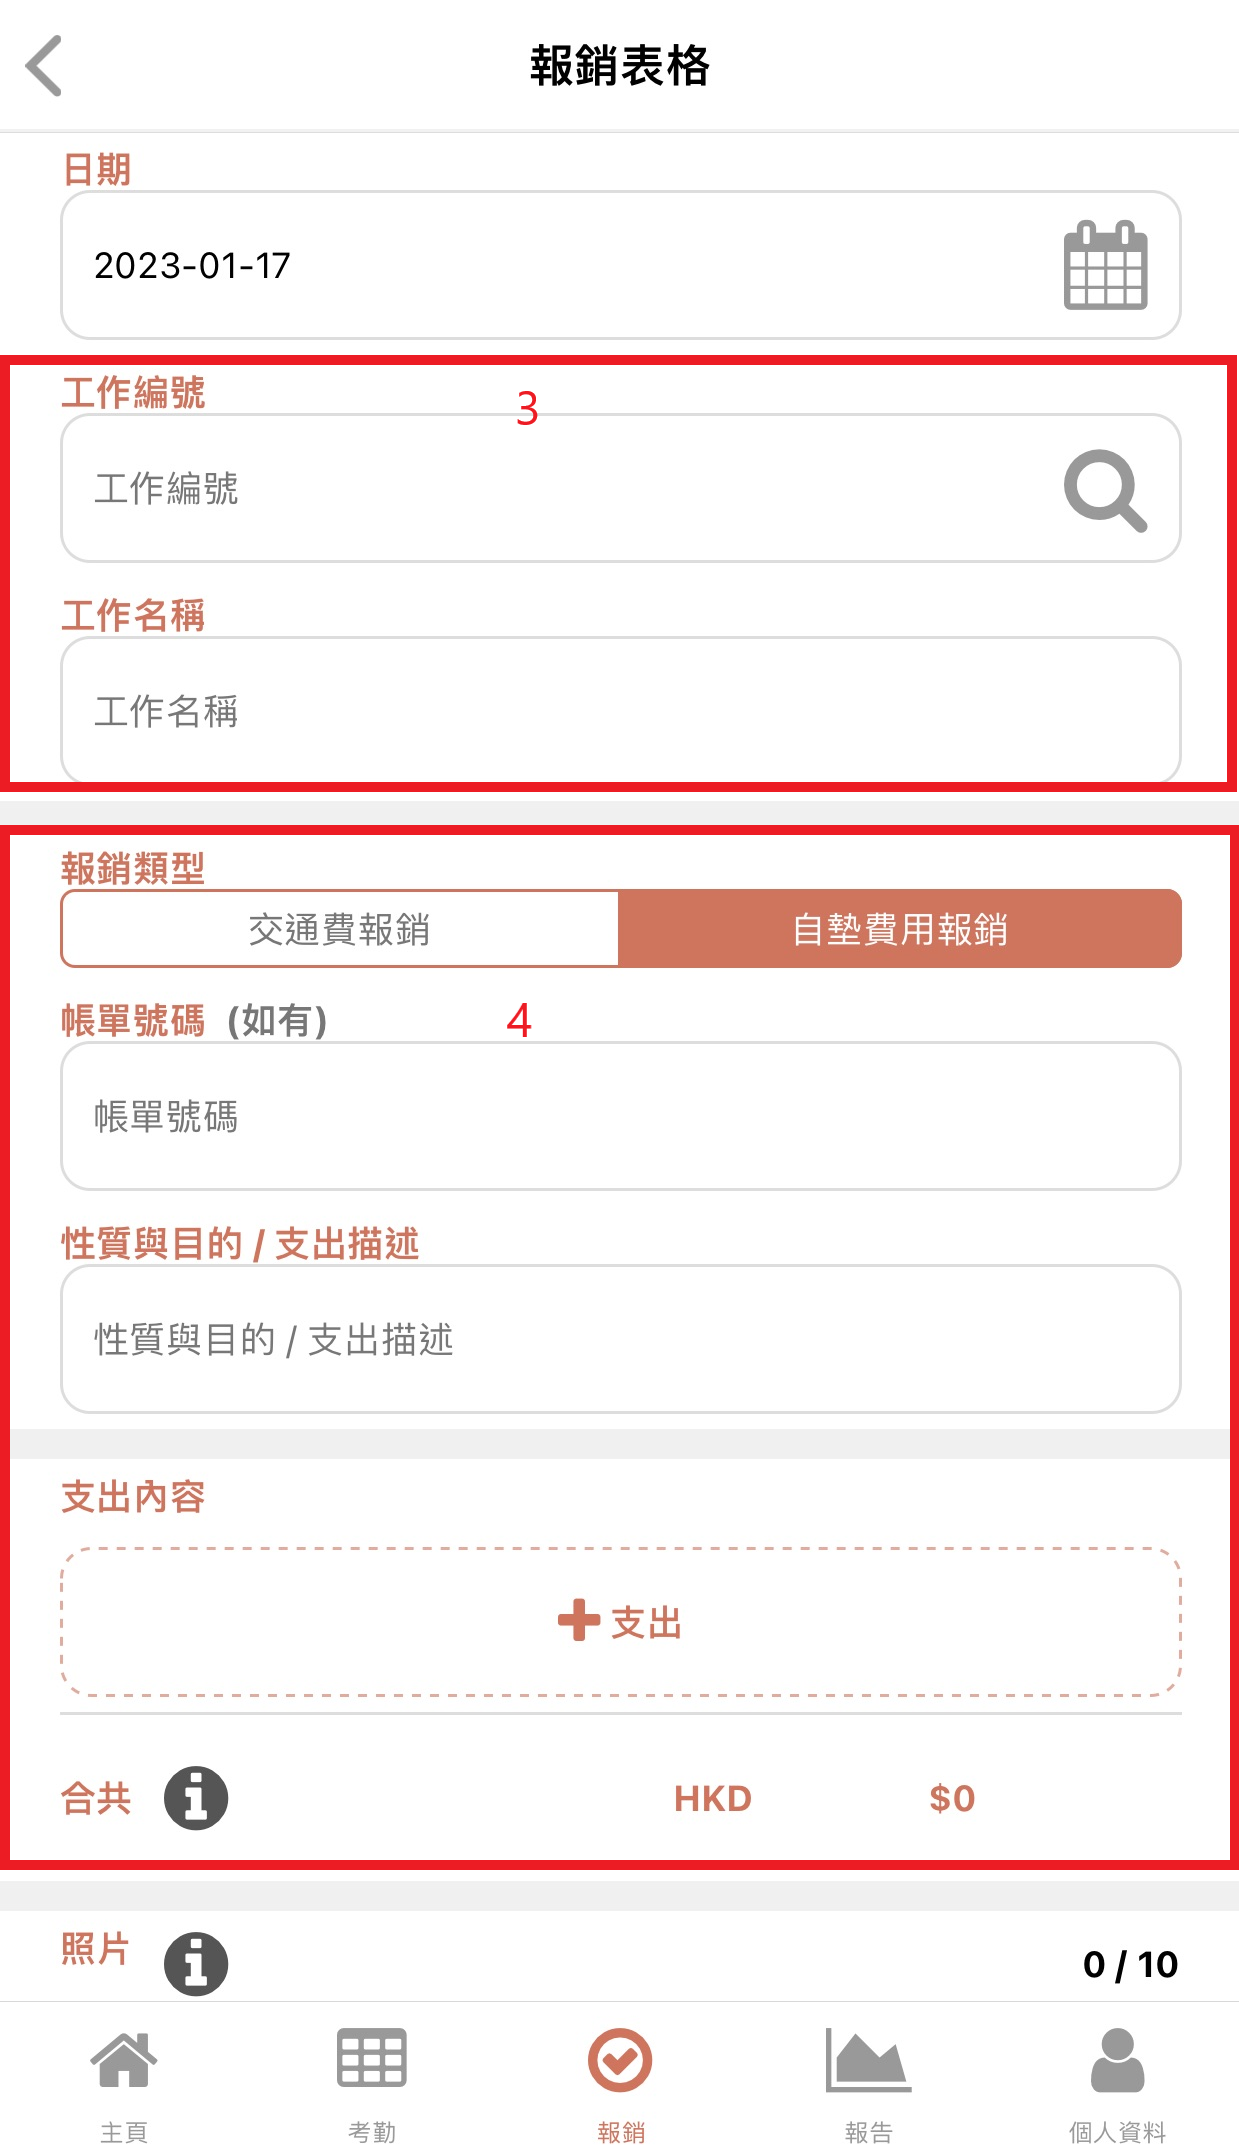 報銷表格
日期
2023-01-17
工作編號
3
工作編號
工作名稱
工作名稱
報銷類型
交通費報銷 自墊費用報銷
帳單號碼 (如有)
4
帳單號碼
性質與目的 / 支出描述
性質與目的 / 支出描述
支出內容
支出
合共 HKD $0
照片 0 / 10
主頁 考勤 報銷 報告 個人資料